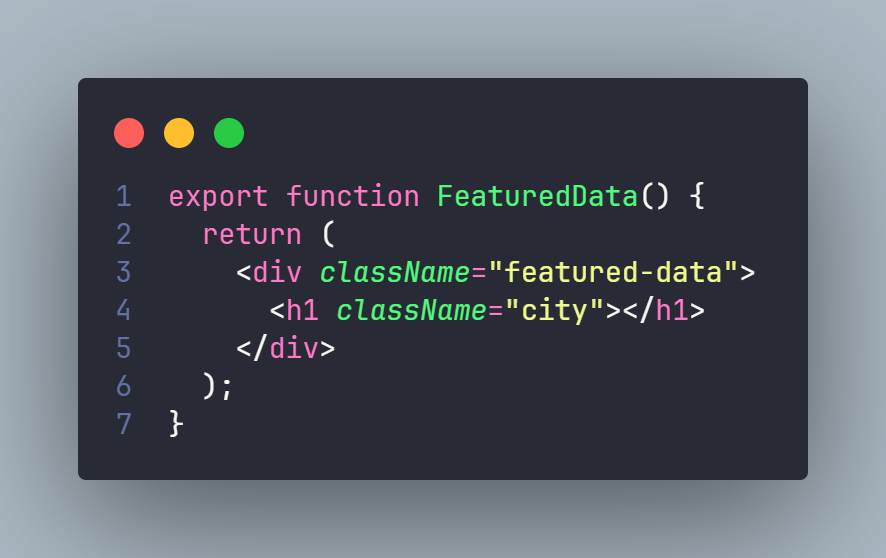 1 export function FeaturedData() {
2   return (
3     <div className="featured-data">
4       <h1 className="city"></h1>
5     </div>
6   );
7 }